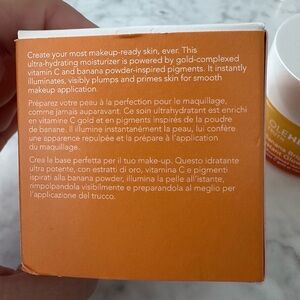 Create your most makeup-ready skin, ever. This
ultra-hydrating moisturizer is powered by gold-complexed
vitamin C and banana powder-inspired pigments. It instantly
illuminates, visibly plumps and primes skin for smooth
makeup application.
Préparez votre peau à la perfection pour le maquillage,
comme jamais auparavant. Ce soin ultrahydratant est enrichi
en vitamine C gold et en pigments inspirés de la poudre
de banane. Il illumine instantanément la peau, lui confère
une apparence rebondie et la prépare à l'application
du maquillage.
Crea la base perfetta per il tuo make-up. Questo idratante
ultra potente, con estratti di oro, vitamina C e pigmenti
ispirati alla banana powder, illumina la pelle all'istante,
rimpolpandola visibilmente e preparandola al meglio per
l'applicazione del trucco.
OLEHE